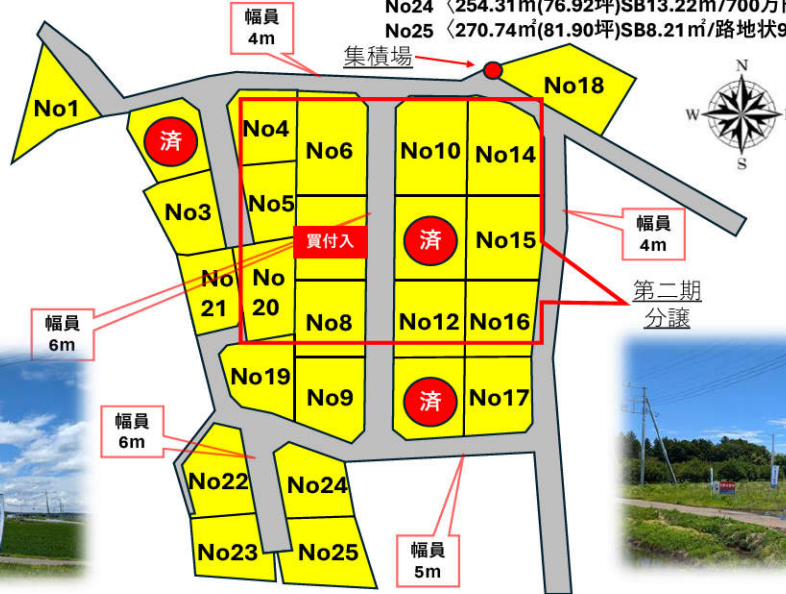 No24〈254.31㎡(76.92坪)SB13.22㎡/700万
No25〈270.74㎡(81.90坪)SB8.21㎡/路地状9
幅員
4m
集積場
N
W
S
No1
済
No3
No4
No5
No6
No10
No14
No18
買付入
済
No15
幅員
4m
No
21
No
20
No8
No12
No16
第二期
分譲
幅員
6m
No19
No9
済
No17
幅員
6m
No22
No24
No23
No25
幅員
5m